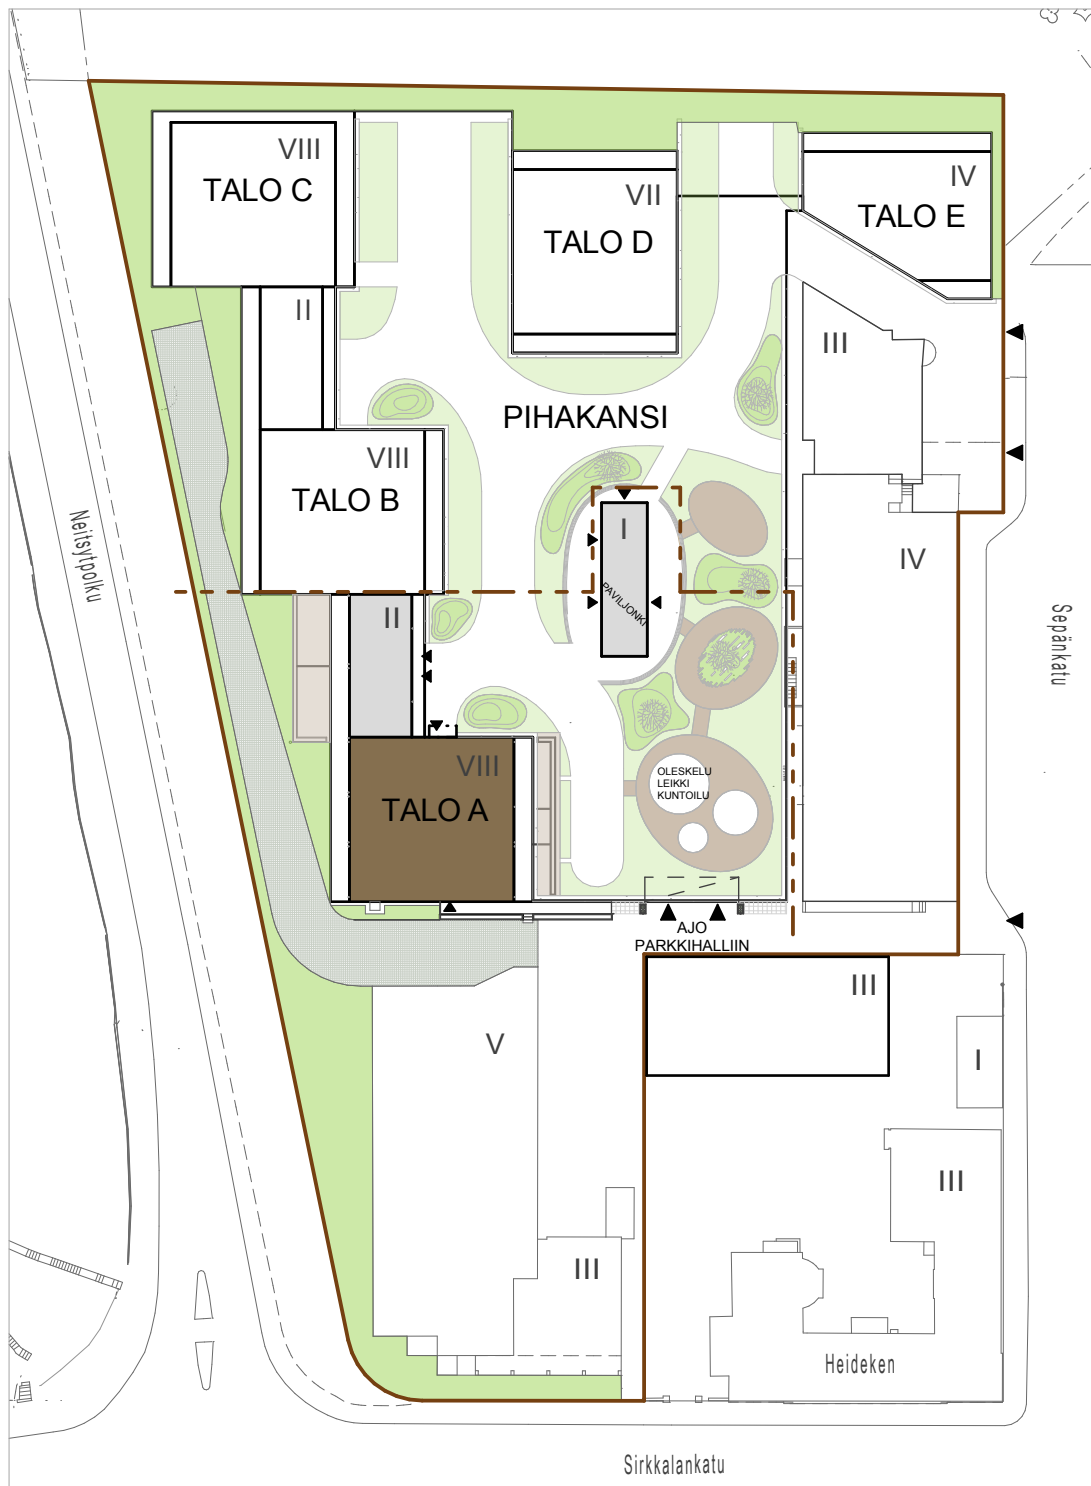 VIII
TALO C
VII
TALO D
IV
TALO E
II
III
PIHAKANSI
VIII
TALO B
I
PAVILJONKI
IV
Neitsytpolku
II
Sepänkatu
VIII
TALO A
OLESKELU
LEIKKI
KUNTOILU
AJO
PARKKIHALLIIN
III
V
I
III
III
Heideken
Sirkkalankatu